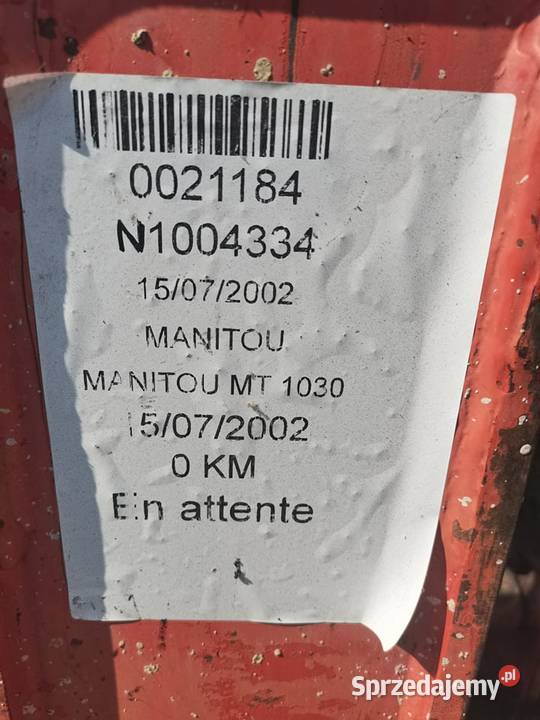 0021184
N1004334
15/07/2002
MANITOU
MANITOU MT 1030
15/07/2002
0 KM
En attente
Sprzedajemy.pl